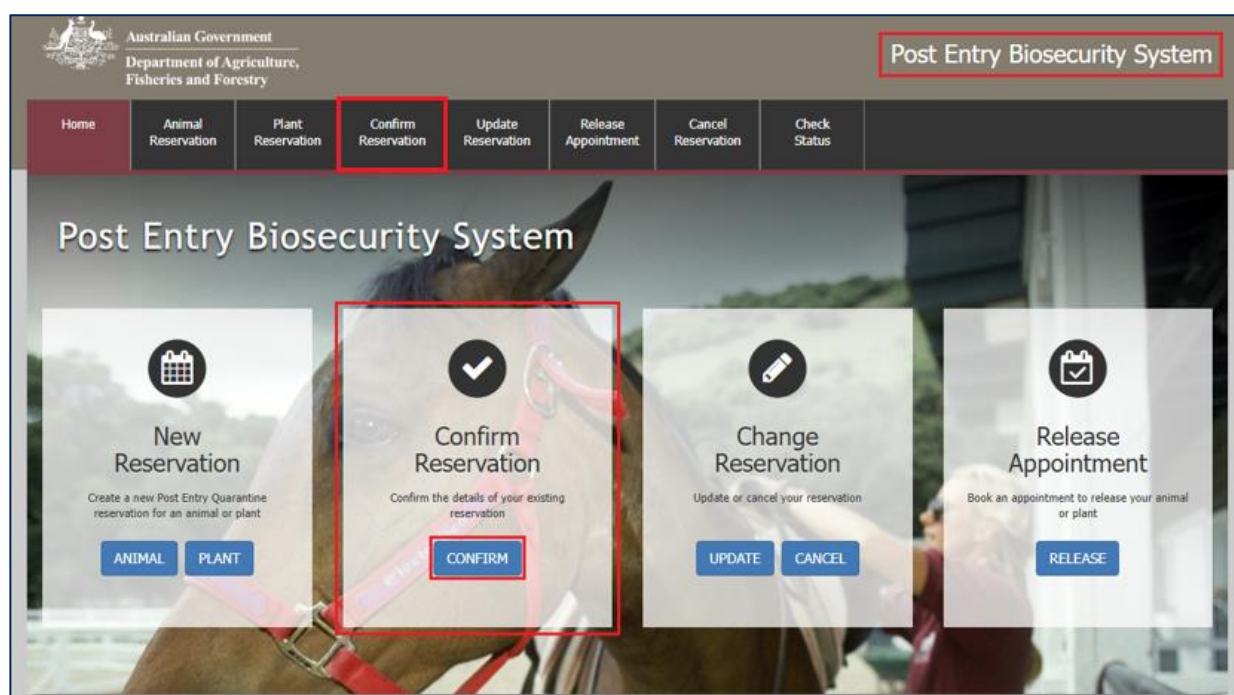 Australian Government
Department of Agriculture,
Fisheries and Forestry
Post Entry Biosecurity System
Home
Animal
Reservation
Plant
Reservation
Confirm
Reservation
Update
Reservation
Release
Appointment
Cancel
Reservation
Check
Status
Post Entry Biosecurity System
New
Reservation
Create a new Post Entry Quarantine
reservation for an animal or plant
ANIMAL PLANT
Confirm
Reservation
Confirm the details of your existing
reservation
CONFIRM
Change
Reservation
Update or cancel your reservation
UPDATE CANCEL
Release
Appointment
Book an appointment to release your animal
or plant
RELEASE